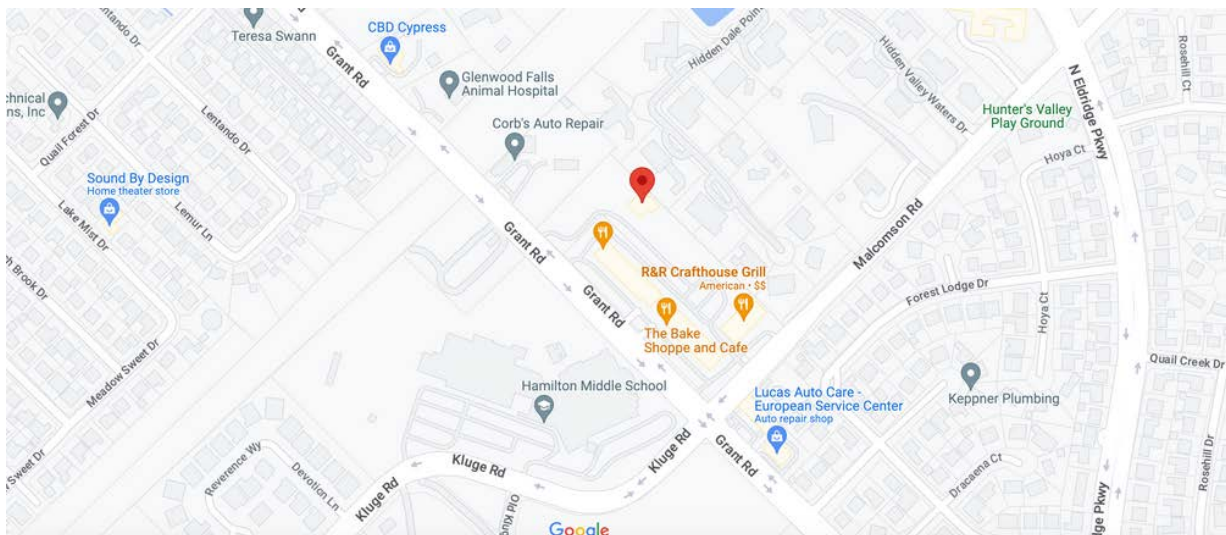 Lentando Dr
Teresa Swann
CBD Cypress
Grant Rd
Glenwood Falls
Animal Hospital
Hidden Dale Point
Hidden Valley Waters Dr
N Eldridge Pkwy
Rosehill Ct
Hunter's Valley
Play Ground
Hoya Ct
chnical
ns, Inc
Quail Forest Dr
Lentando Dr
Corb's Auto Repair
Sound By Design
Home theater store
Lake Mist Dr
Lemur Ln
Grant Rd
Malcomson Rd
R&R Crafthouse Grill
American • $$
Forest Lodge Dr
Hoya Ct
h Brook Dr
Meadow Sweet Dr
Grant Rd
The Bake
Shoppe and Cafe
Quail Creek Dr
Hamilton Middle School
Lucas Auto Care -
European Service Center
Auto repair shop
Keppner Plumbing
Sweet Dr
Reverence Wy
Devotion Ln
Kluge Rd
Kluge Rd
Kluge Rd
Grant Rd
Dracaena Ct
Rosehill Dr
dge Pkwy
Google